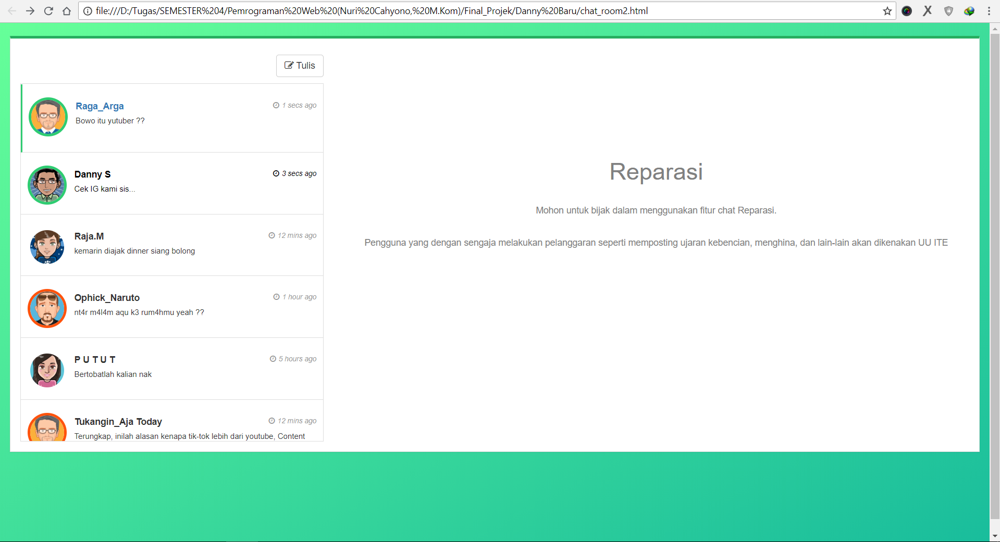 file:///D:/Tugas/SEMESTER%204/Pemrograman%20Web%20(Nuri%20Cahyono,%20M.Kom)/Final_Projek/Danny%20Baru/chat_room2.html
Tulis
Raga_Arga
1 secs ago
Bowo itu yutuber ??
Danny S
3 secs ago
Cek IG kami sis...
Raja.M
12 mins ago
kemarin diajak dinner siang bolong
Ophick_Naruto
1 hour ago
nt4r m4l4m aqu k3 rum4hmu yeah ??
P U T U T
5 hours ago
Bertobatlah kalian nak
Tukangin_Aja Today
12 mins ago
Terungkap, inilah alasan kenapa tik-tok lebih dari youtube, Content
Reparasi
Mohon untuk bijak dalam menggunakan fitur chat Reparasi.
Pengguna yang dengan sengaja melakukan pelanggaran seperti memposting ujaran kebencian, menghina, dan lain-lain akan dikenakan UU ITE